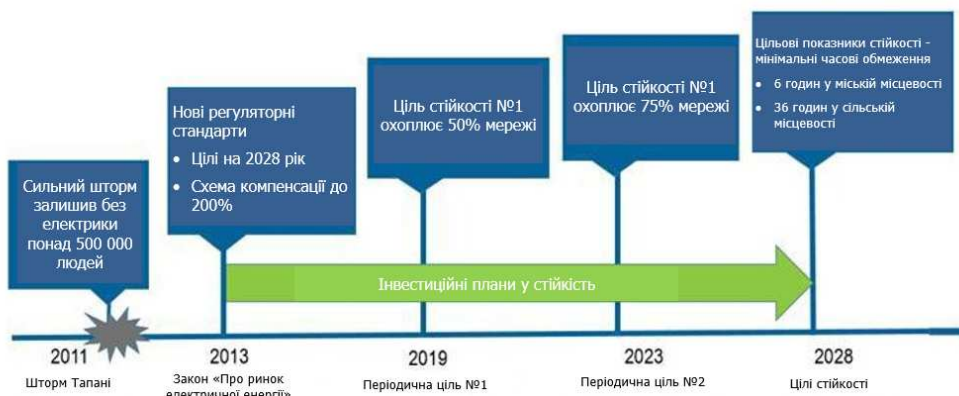 Сильний шторм
залишив без
електрики
понад 500 000
людей
Нові регуляторні
стандарти
• Цілі на 2028 рік
• Схема компенсації до
200%
Ціль стійкості №1
охоплює 50% мережі
Ціль стійкості №1
охоплює 75% мережі
Цільові показники стійкості -
мінімальні часові обмеження
• 6 годин у міській місцевості
• 36 годин у сільській
місцевості
Інвестиційні плани у стійкість
2011
Шторм Тапані
2013
Закон «Про ринок
електричної енергії»
2019
Періодична ціль №1
2023
Періодична ціль №2
2028
Цілі стійкості